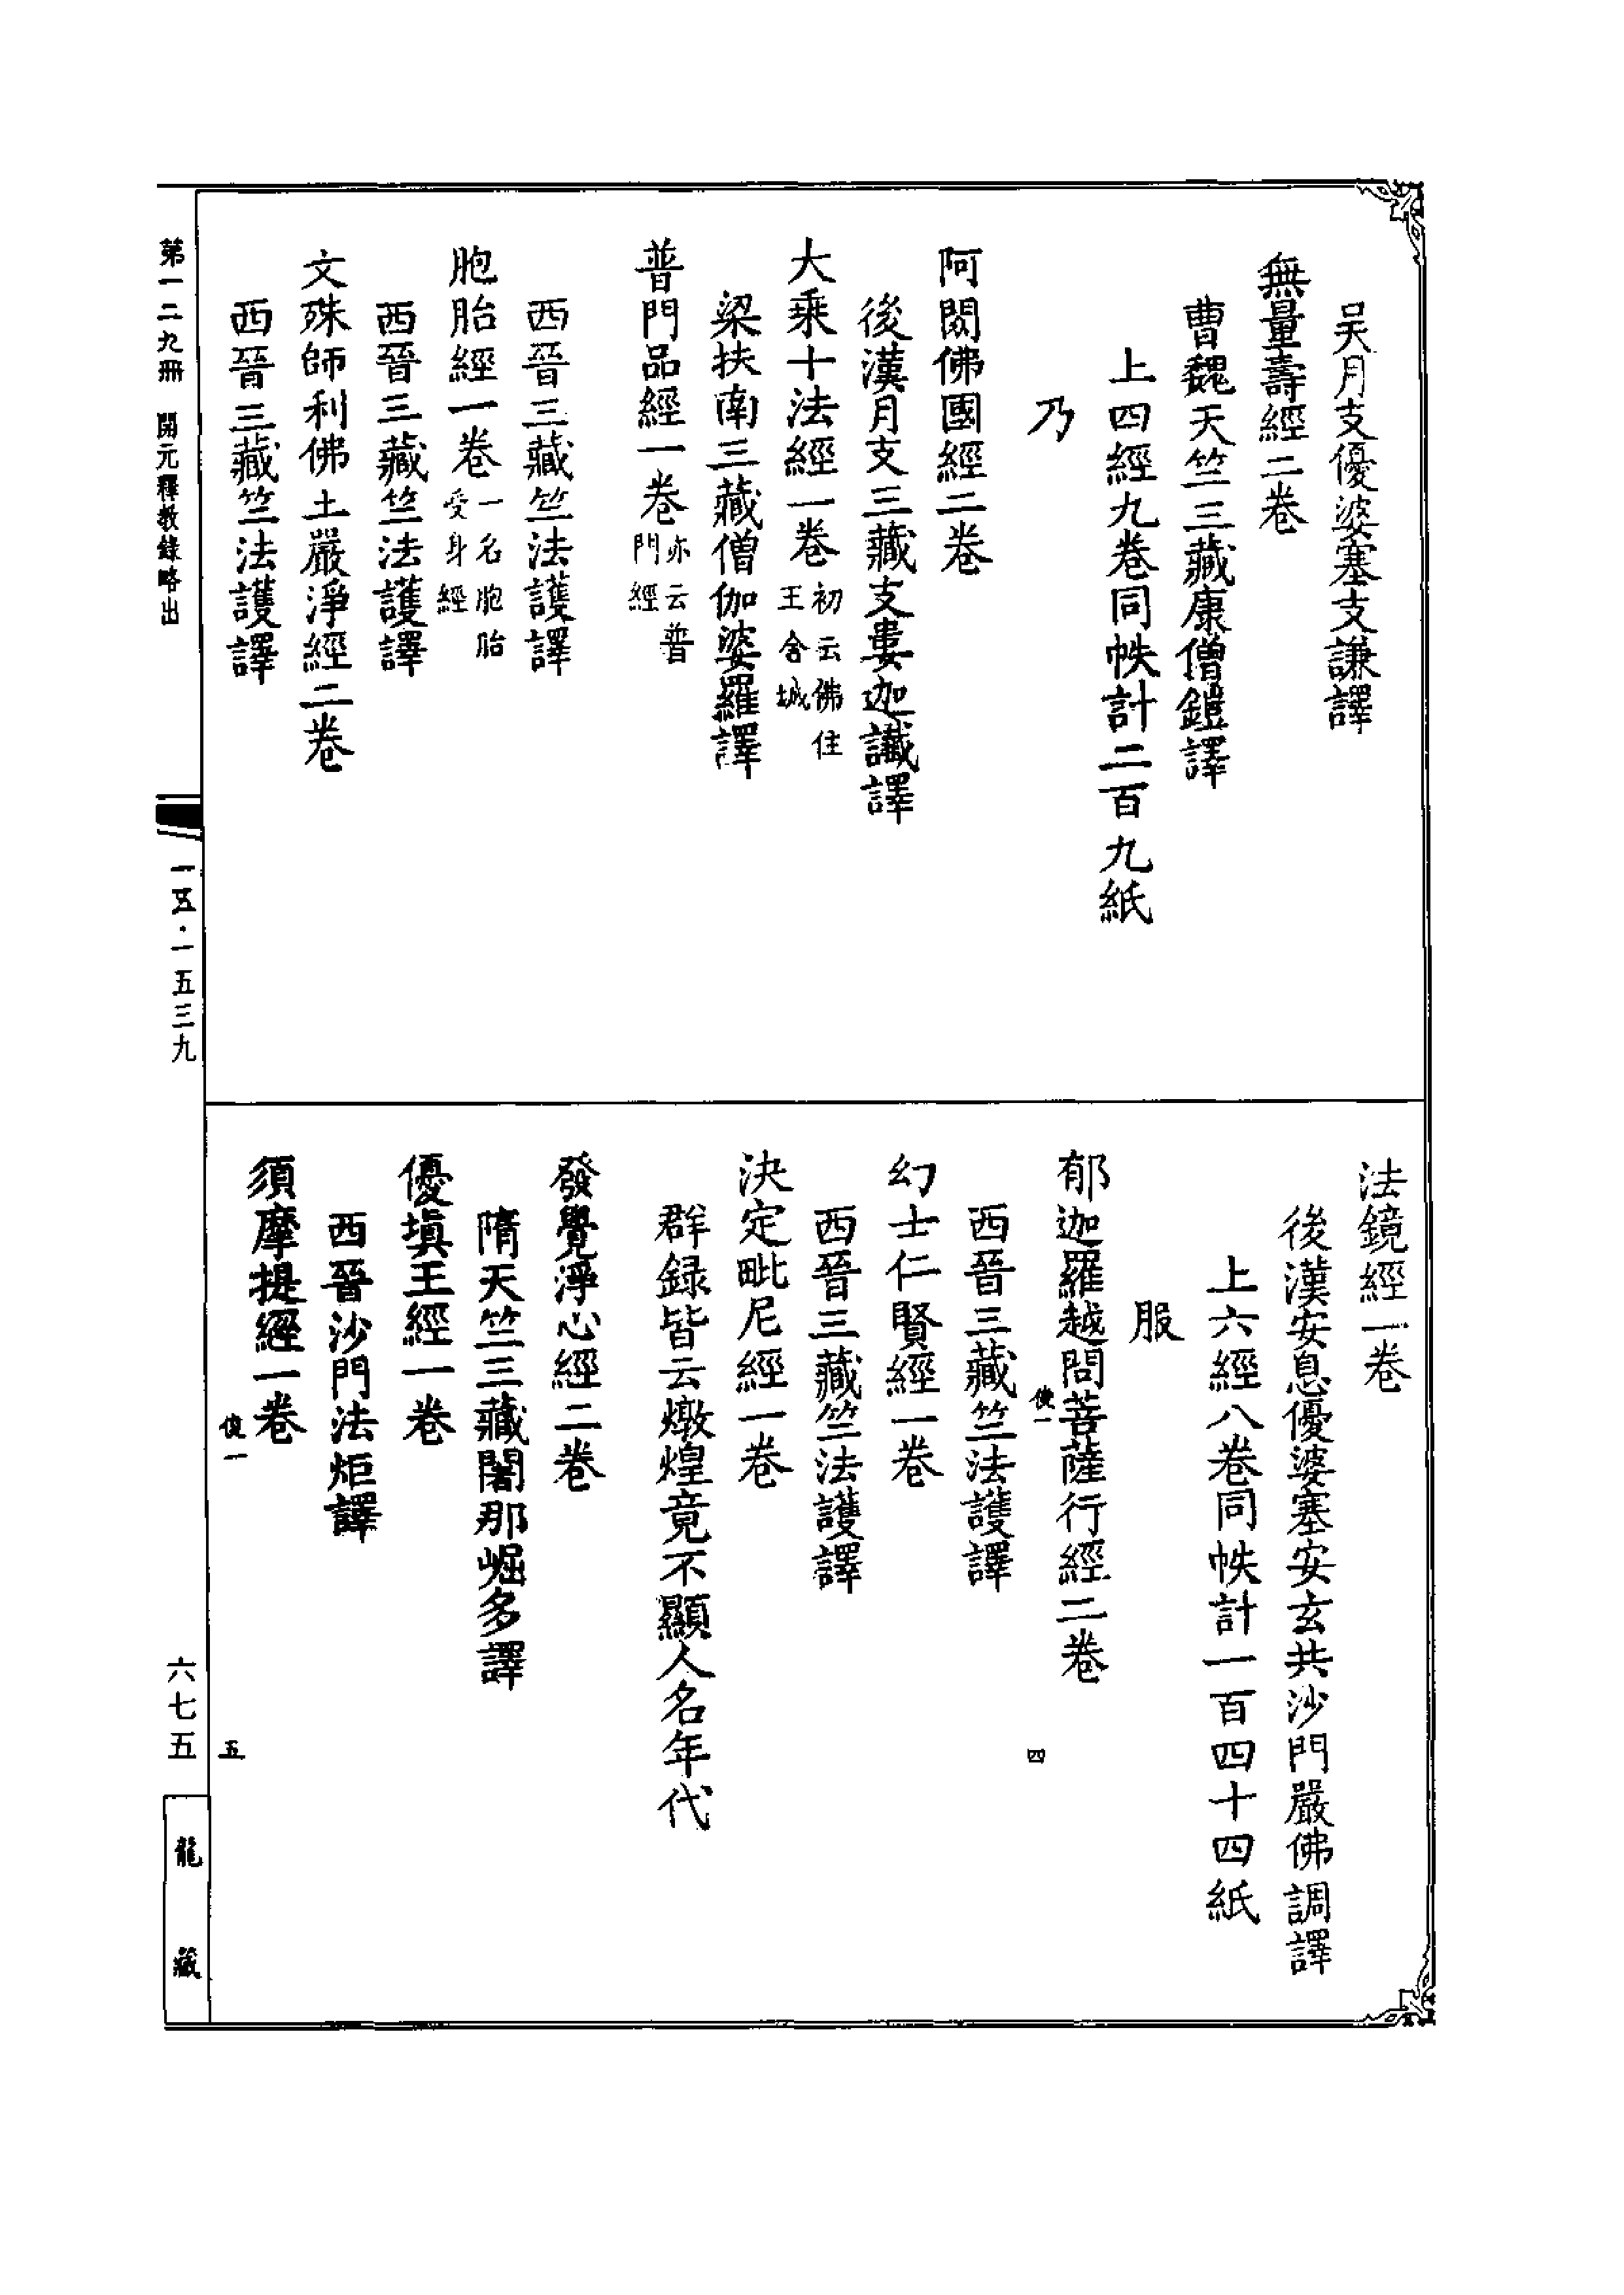 吴月支優婆塞支謙譯
無量壽經二卷
曹魏天竺三藏康僧鎧譯
上四經九卷同帙計二百九紙
乃
阿閦佛國經二卷
後漢月支三藏支婁迦讖譯
大乘十法經一卷初云佛住王舍城
梁扶南三藏僧伽婆羅譯
普門品經一卷亦云普門經
西晉三藏竺法護譯
胞胎經一卷一名胞胎受身經
西晉三藏竺法護譯
文殊師利佛土嚴淨經二卷
西晉三藏竺法護譯
法鏡經一卷
後漢安息優婆塞安玄共沙門嚴佛調譯
上六經八卷同帙計一百四十四紙
服
郁迦羅越問菩薩行經二卷
俊一 四
西晉三藏竺法護譯
幻士仁賢經一卷
西晉三藏竺法護譯
決定毗尼經一卷
群録皆云燉煌竟不顯人名年代
發覺淨心經二卷
隋天竺三藏闍那崛多譯
優填王經一卷
西晉沙門法炬譯
須摩提經一卷
俊一 五
第一二九冊 開元釋教錄略出
一五·一五三九
六七五
龍藏